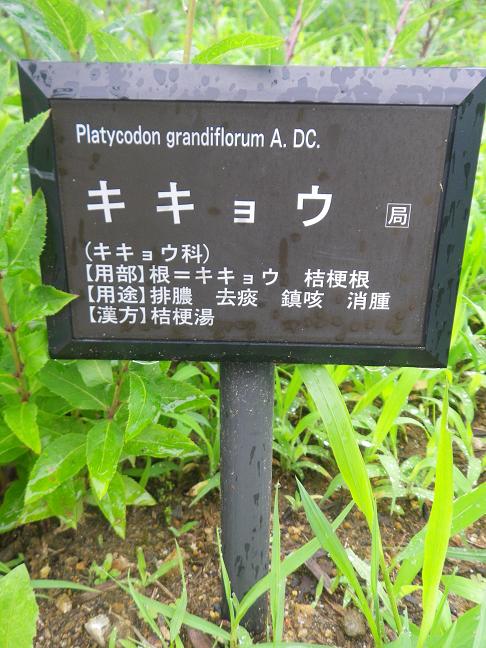 Platycodon grandiflorum A. DC.
キキョウ 局
(キキョウ科)
【用部】根＝キキョウ 桔梗根
【用途】排膿 去痰 鎮咳 消腫
【漢方】桔梗湯